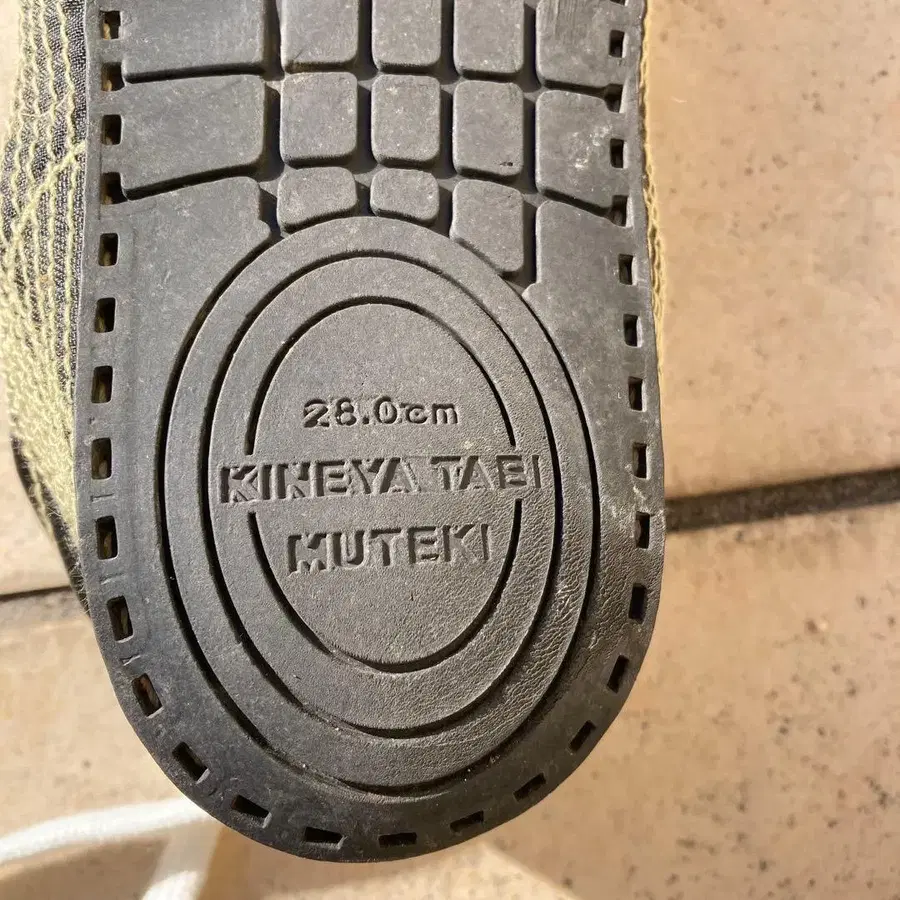 28.0cm
KINEYA TABI
MUTEKI